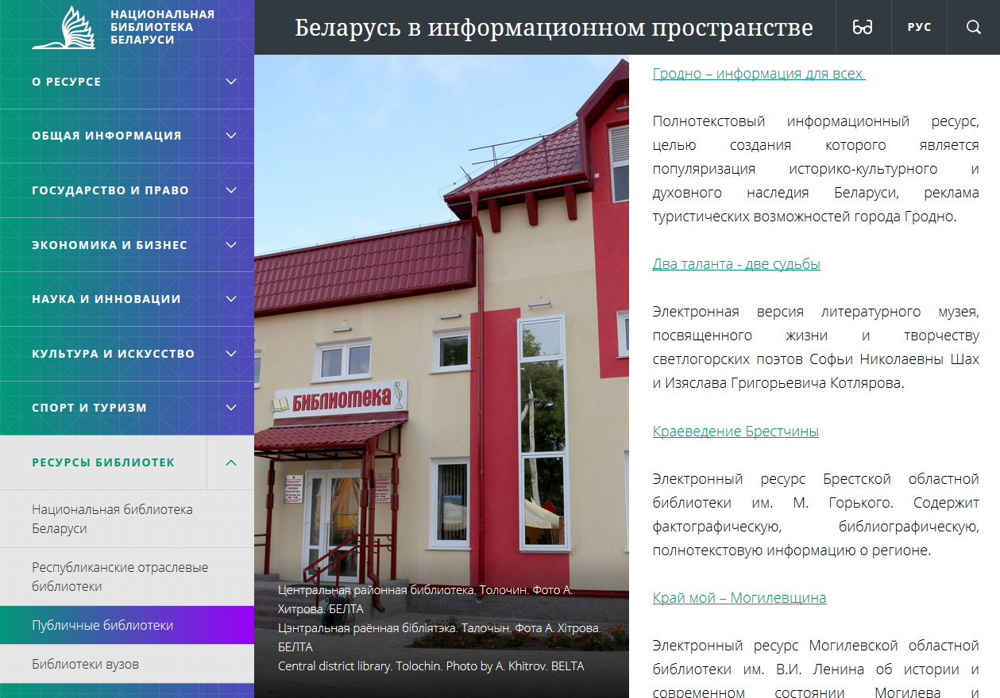 НАЦИОНАЛЬНАЯ
БИБЛИОТЕКА
БЕЛАРУСИ
Беларусь в информационном пространстве
РУС
О РЕСУРСЕ
ОБЩАЯ ИНФОРМАЦИЯ
ГОСУДАРСТВО И ПРАВО
ЭКОНОМИКА И БИЗНЕС
НАУКА И ИННОВАЦИИ
КУЛЬТУРА И ИСКУССТВО
СПОРТ И ТУРИЗМ
РЕСУРСЫ БИБЛИОТЕК
Национальная библиотека
Беларуси
Республиканские отраслевые
библиотеки
Публичные библиотеки
Библиотеки вузов
БИБЛИОТЕКА
Центральная районная библиотека. Толочин. Фото А.
Хитрова. БЕЛТА
Цэнтральная раённая бібліятэка. Талочын. Фота А. Хітрова.
БЕЛТА
Central district library. Tolochin. Photo by A. Khitrov. BELTA
Гродно – информация для всех
Полнотекстовый информационный ресурс,
целью создания которого является
популяризация историко-культурного и
духовного наследия Беларуси, реклама
туристических возможностей города Гродно.
Два таланта - две судьбы
Электронная версия литературного музея,
посвященного жизни и творчеству
светлогорских поэтов Софьи Николаевны Шах
и Изяслава Григорьевича Котлярова.
Краеведение Брестчины
Электронный ресурс Брестской областной
библиотеки им. М. Горького. Содержит
фактографическую, библиографическую,
полнотекстовую информацию о регионе.
Край мой – Могилевщина
Электронный ресурс Могилевской областной
библиотеки им. В.И. Ленина об истории и
современном состоянии Могилева и